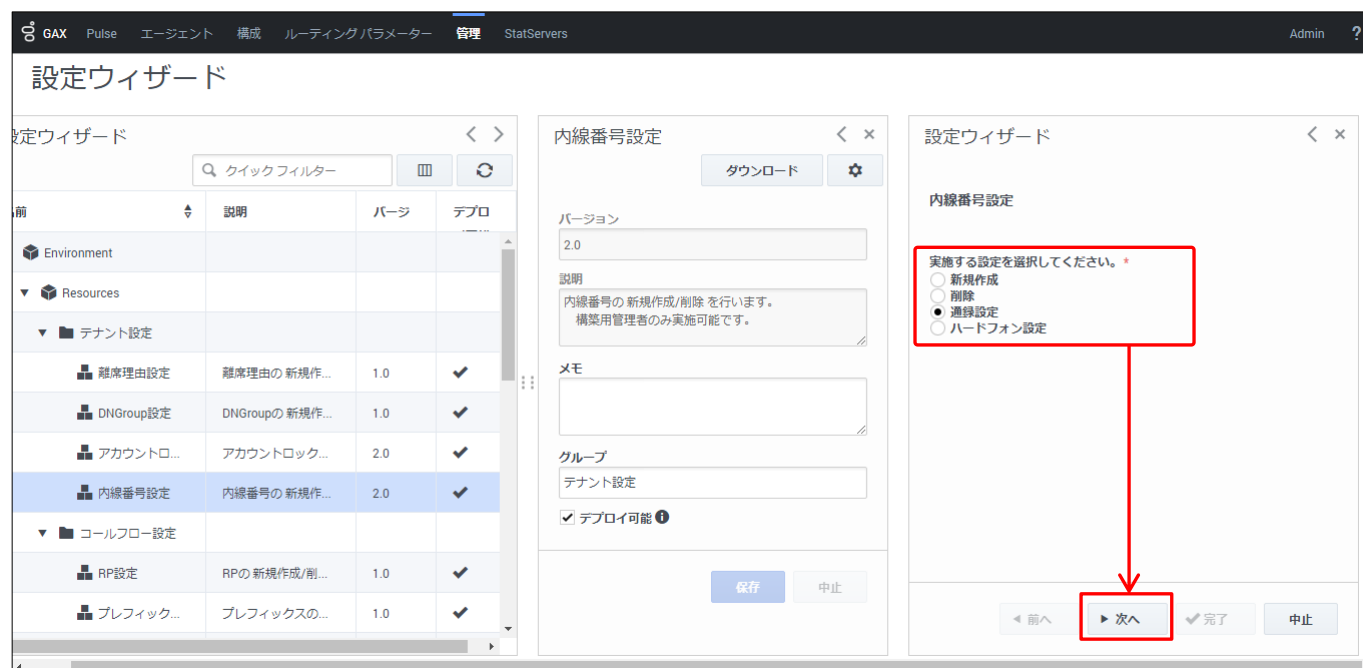 GAX Pulse エージェント 構成 ルーティングパラメーター 管理 StatServers Admin ?
設定ウィザード
設定ウィザード
クイックフィルター
名前 説明 バージ デプロ
Environment
Resources
テナント設定
離席理由設定 離席理由の 新規作... 1.0
DNGroup設定 DNGroupの 新規作... 1.0
アカウントロ... アカウントロック... 2.0
内線番号設定 内線番号の 新規作... 2.0
コールフロー設定
RP設定 RPの 新規作成/削... 1.0
プレフィック... プレフィックスの... 1.0
内線番号設定
ダウンロード
バージョン
2.0
説明
内線番号の 新規作成/削除 を行います。
構築用管理者のみ実施可能です。
メモ
グループ
テナント設定
デプロイ可能
保存 中止
設定ウィザード
内線番号設定
実施する設定を選択してください。*
新規作成
削除
通録設定
ハードフォン設定
前へ 次へ 完了 中止